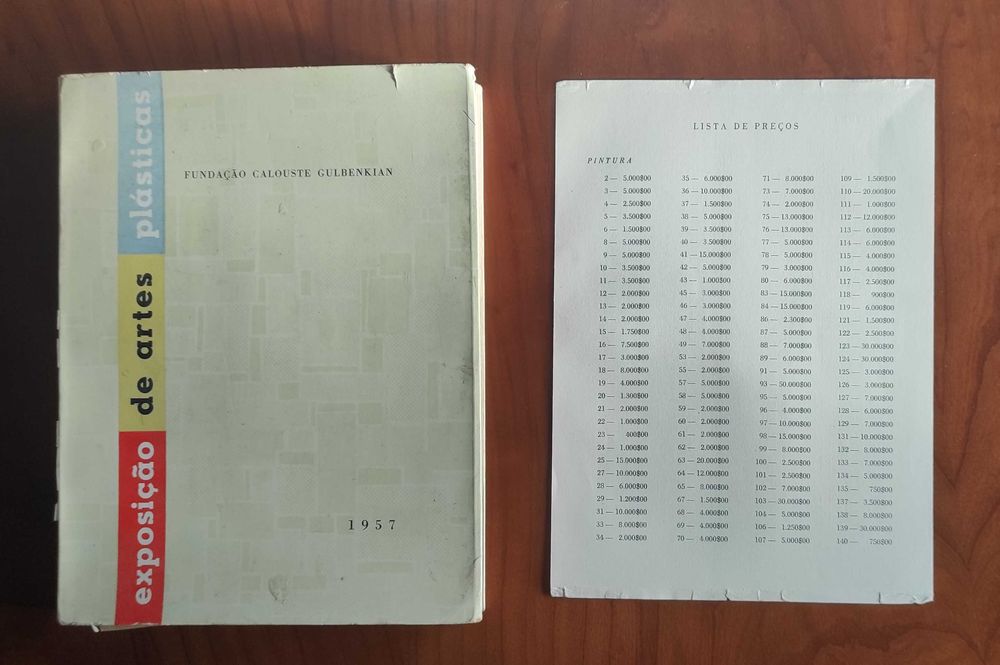 exposição de artes plásticas
FUNDAÇÃO CALOUSTE GULBENKIAN
1957
LISTA DE PREÇOS
PINTURA
2 — 5.000$00
3 — 5.000$00
4 — 2.500$00
5 — 3.500$00
6 — 1.500$00
8 — 5.000$00
9 — 5.000$00
10 — 3.500$00
11 — 3.500$00
12 — 2.000$00
13 — 2.000$00
14 — 2.000$00
15 — 1.750$00
16 — 7.500$00
17 — 3.000$00
18 — 8.000$00
19 — 4.000$00
20 — 1.300$00
21 — 2.000$00
22 — 1.000$00
23 — 400$00
24 — 1.000$00
25 — 15.000$00
27 — 10.000$00
28 — 6.000$00
29 — 1.200$00
31 — 10.000$00
33 — 8.000$00
34 — 2.000$00
35 — 6.000$00
36 — 10.000$00
37 — 1.500$00
38 — 5.000$00
39 — 3.500$00
40 — 3.500$00
41 — 15.000$00
42 — 5.000$00
43 — 1.000$00
45 — 3.000$00
46 — 3.000$00
47 — 4.000$00
48 — 4.000$00
49 — 7.000$00
53 — 2.000$00
55 — 2.000$00
57 — 5.000$00
58 — 5.000$00
59 — 2.000$00
60 — 2.000$00
61 — 2.000$00
62 — 2.000$00
63 — 20.000$00
64 — 12.000$00
65 — 8.000$00
67 — 1.500$00
68 — 4.000$00
69 — 4.000$00
70 — 4.000$00
71 — 8.000$00
73 — 7.000$00
74 — 2.000$00
75 — 13.000$00
76 — 13.000$00
77 — 5.000$00
78 — 5.000$00
79 — 3.000$00
80 — 6.000$00
83 — 15.000$00
84 — 15.000$00
86 — 2.300$00
87 — 5.000$00
88 — 7.000$00
89 — 6.000$00
91 — 5.000$00
93 — 50.000$00
95 — 5.000$00
96 — 4.000$00
97 — 10.000$00
98 — 15.000$00
99 — 8.000$00
100 — 2.500$00
101 — 2.500$00
102 — 7.000$00
103 — 30.000$00
104 — 5.000$00
106 — 1.250$00
107 — 5.000$00
109 — 1.500$00
110 — 20.000$00
111 — 1.000$00
112 — 12.000$00
113 — 6.000$00
114 — 6.000$00
115 — 4.000$00
116 — 4.000$00
117 — 2.500$00
118 — 900$00
119 — 6.000$00
121 — 1.500$00
122 — 2.500$00
123 — 30.000$00
124 — 30.000$00
125 — 3.000$00
126 — 3.000$00
127 — 7.000$00
128 — 6.000$00
129 — 7.000$00
131 — 10.000$00
132 — 8.000$00
133 — 7.000$00
134 — 5.000$00
135 — 750$00
137 — 3.500$00
138 — 8.000$00
139 — 30.000$00
140 — 750$00